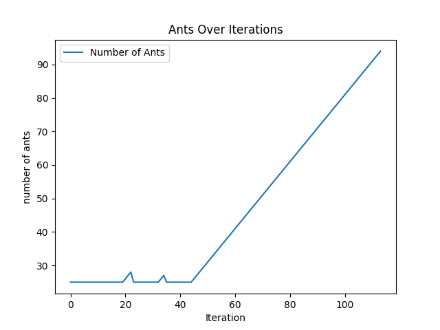 Ants Over Iterations
Number of Ants
90
80
70
60
50
40
30
number of ants
0 20 40 60 80 100
Iteration